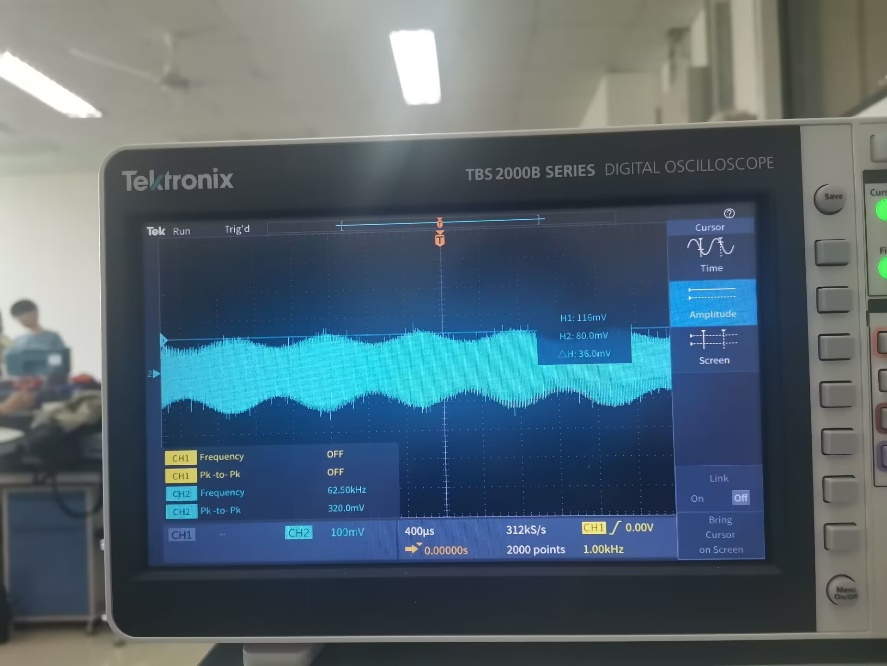 Tektronix
TBS 2000B SERIES DIGITAL OSCILLOSCOPE
Save
Tek Run Trig'd
T
Cursor
Time
Amplitude
Screen
H1: 116mV
H2: 80.0mV
△H: 36.0mV
2
CH1 Frequency OFF
CH1 Pk-to-Pk OFF
CH2 Frequency 62.50kHz
CH2 Pk-to-Pk 320.0mV
Link
On Off
Bring
Cursor
on Screen
CH1 -- CH2 100mV
400µs 312kS/s CH1 0.00V
0.00000s 2000 points 1.00kHz
Menu
On/Off